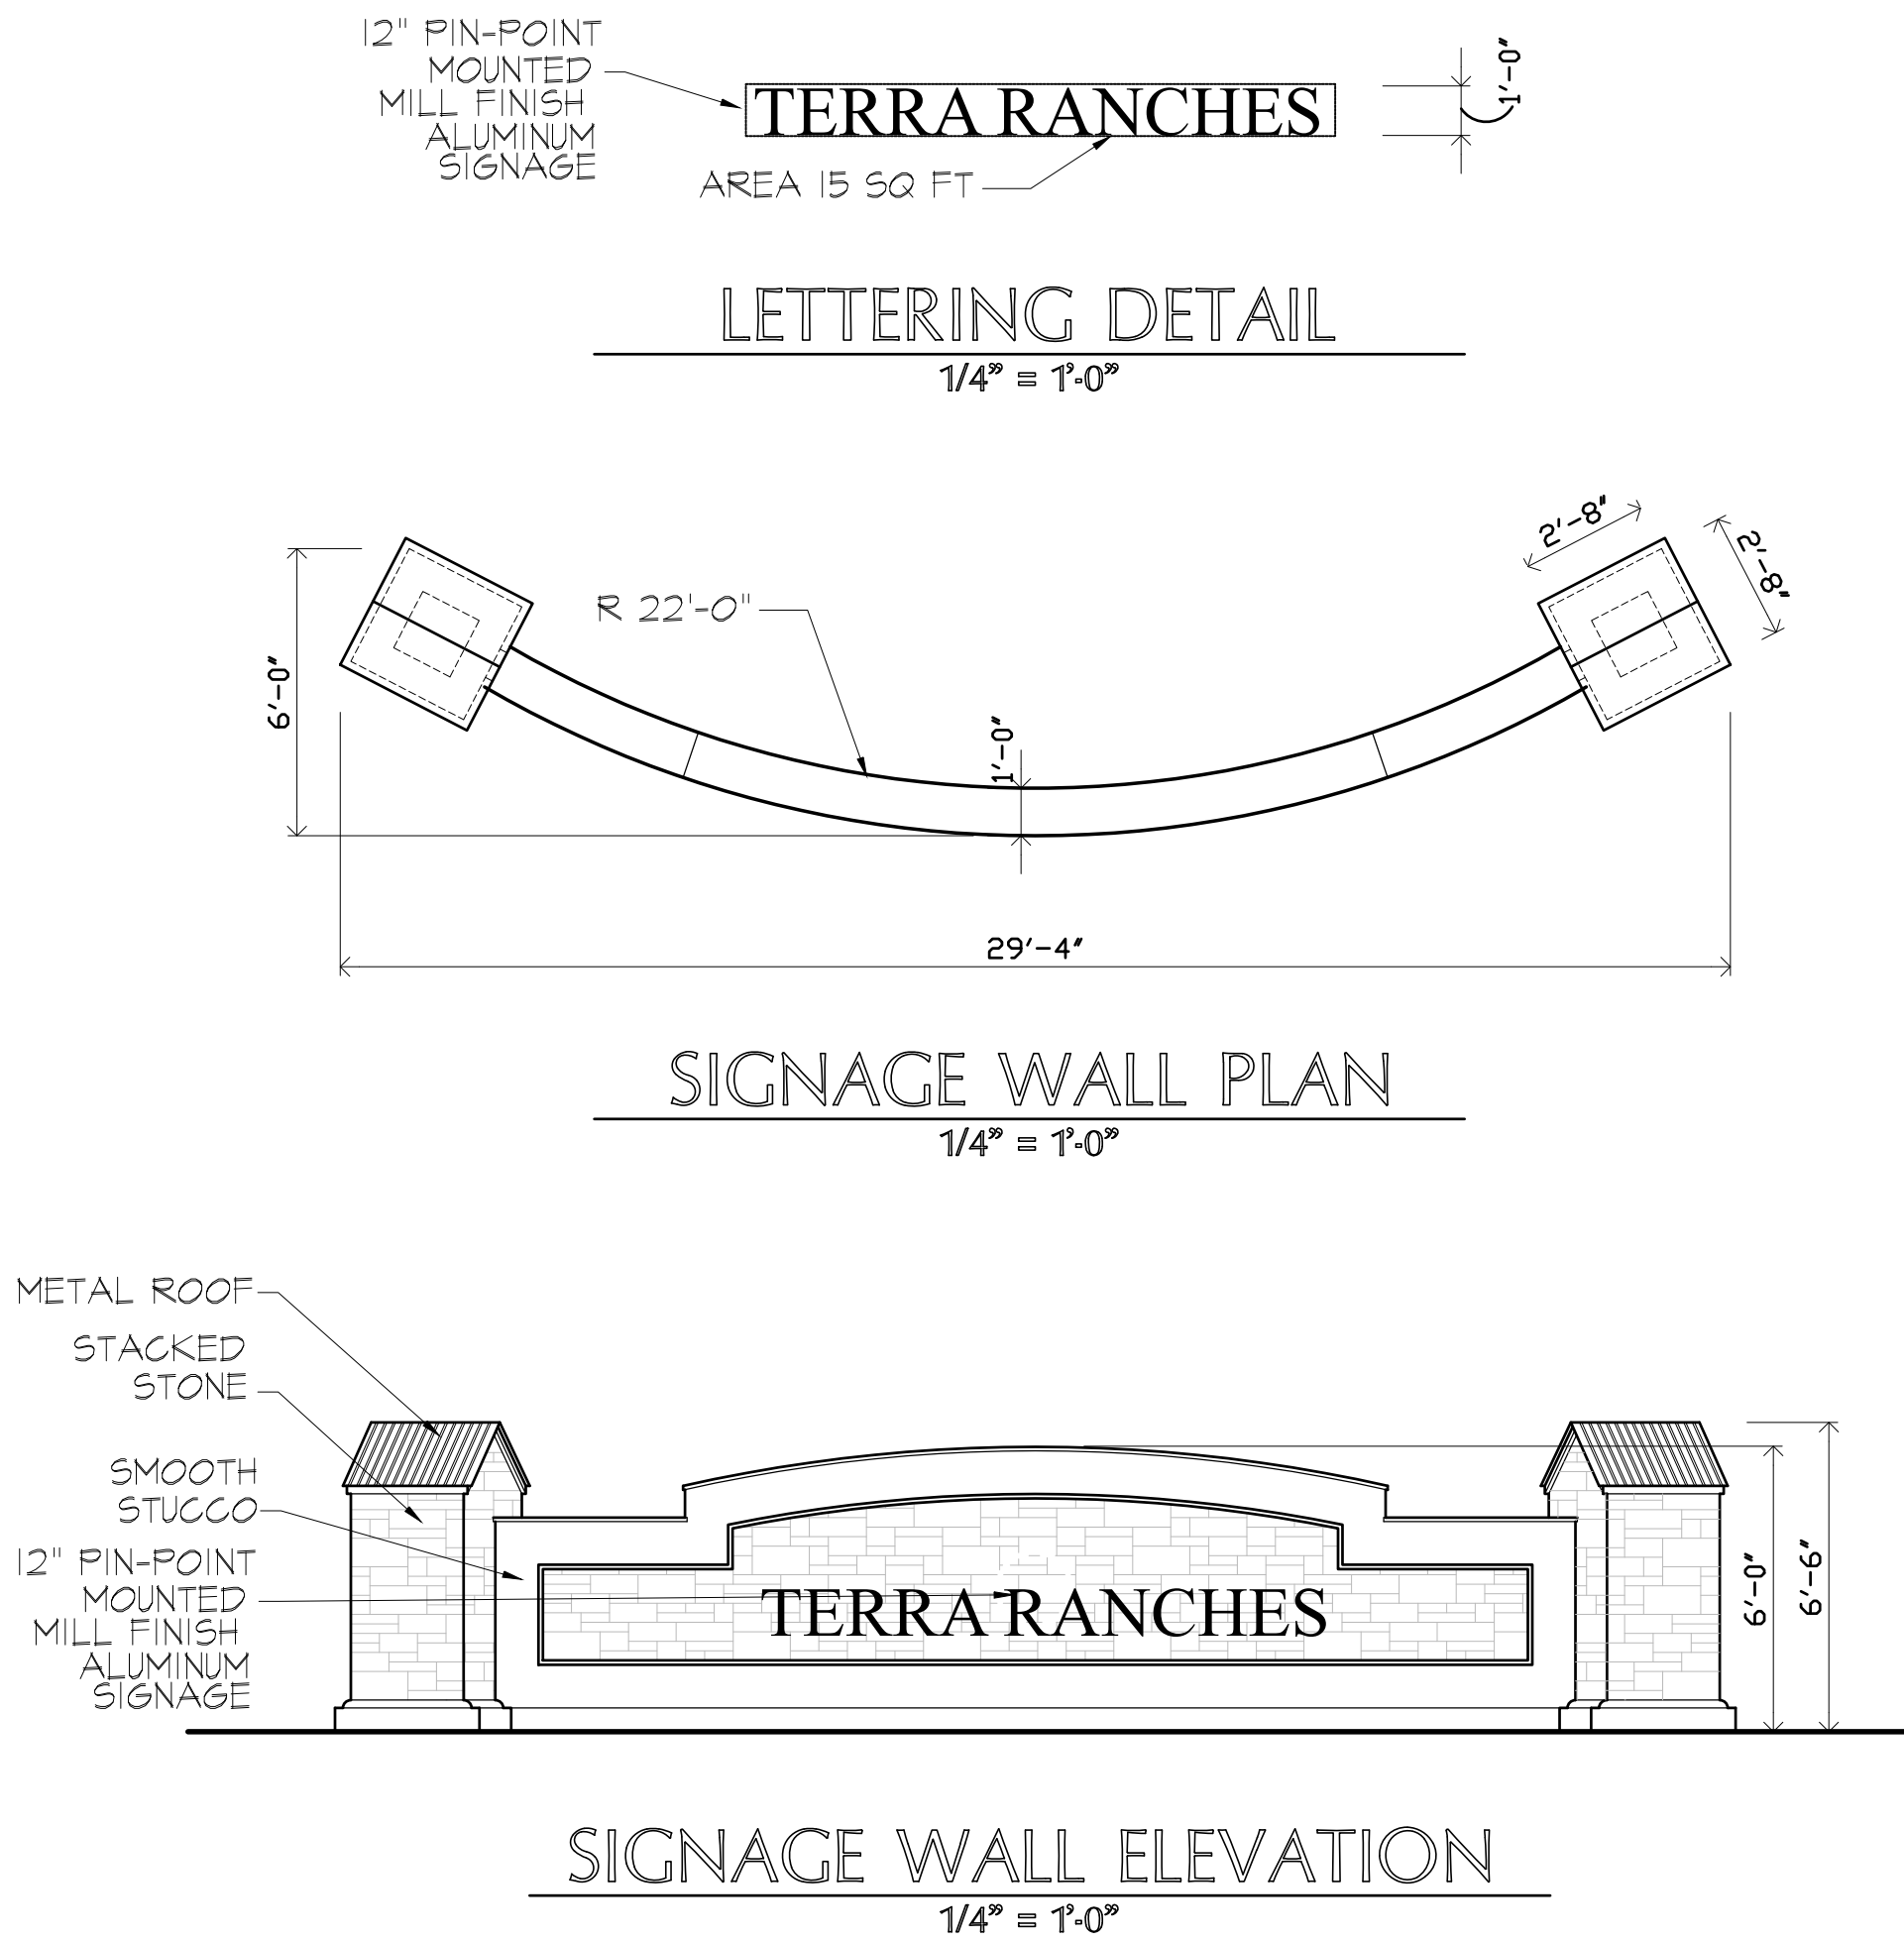 12" PIN-POINT
MOUNTED
MILL FINISH
ALUMINUM
SIGNAGE
TERRA RANCHES
1'-0"
AREA 15 SQ FT
LETTERING DETAIL
1/4" = 1'-0"
2'-8"
2'-8"
R 22'-0"
6'-0"
1'-0"
29'-4"
SIGNAGE WALL PLAN
1/4" = 1'-0"
METAL ROOF
STACKED
STONE
SMOOTH
STUCCO
12" PIN-POINT
MOUNTED
MILL FINISH
ALUMINUM
SIGNAGE
TERRA RANCHES
6'-0"
6'-6"
SIGNAGE WALL ELEVATION
1/4" = 1'-0"